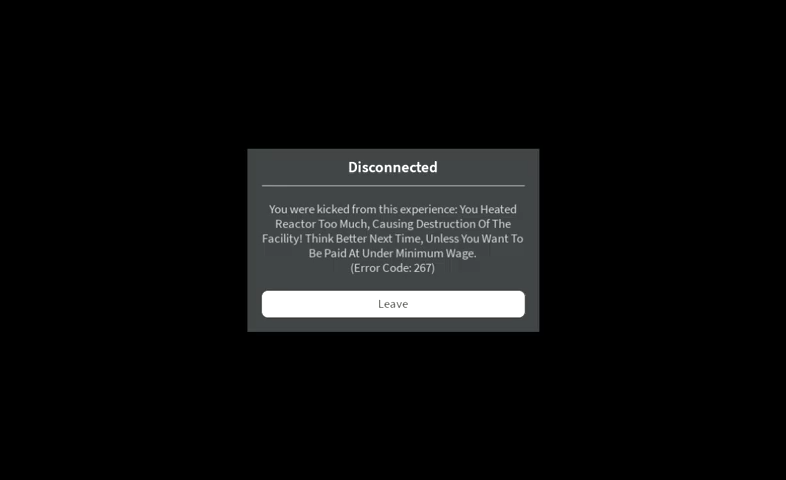 Disconnected
You were kicked from this experience: You Heated
Reactor Too Much, Causing Destruction Of The
Facility! Think Better Next Time, Unless You Want To
Be Paid At Under Minimum Wage.
(Error Code: 267)
Leave